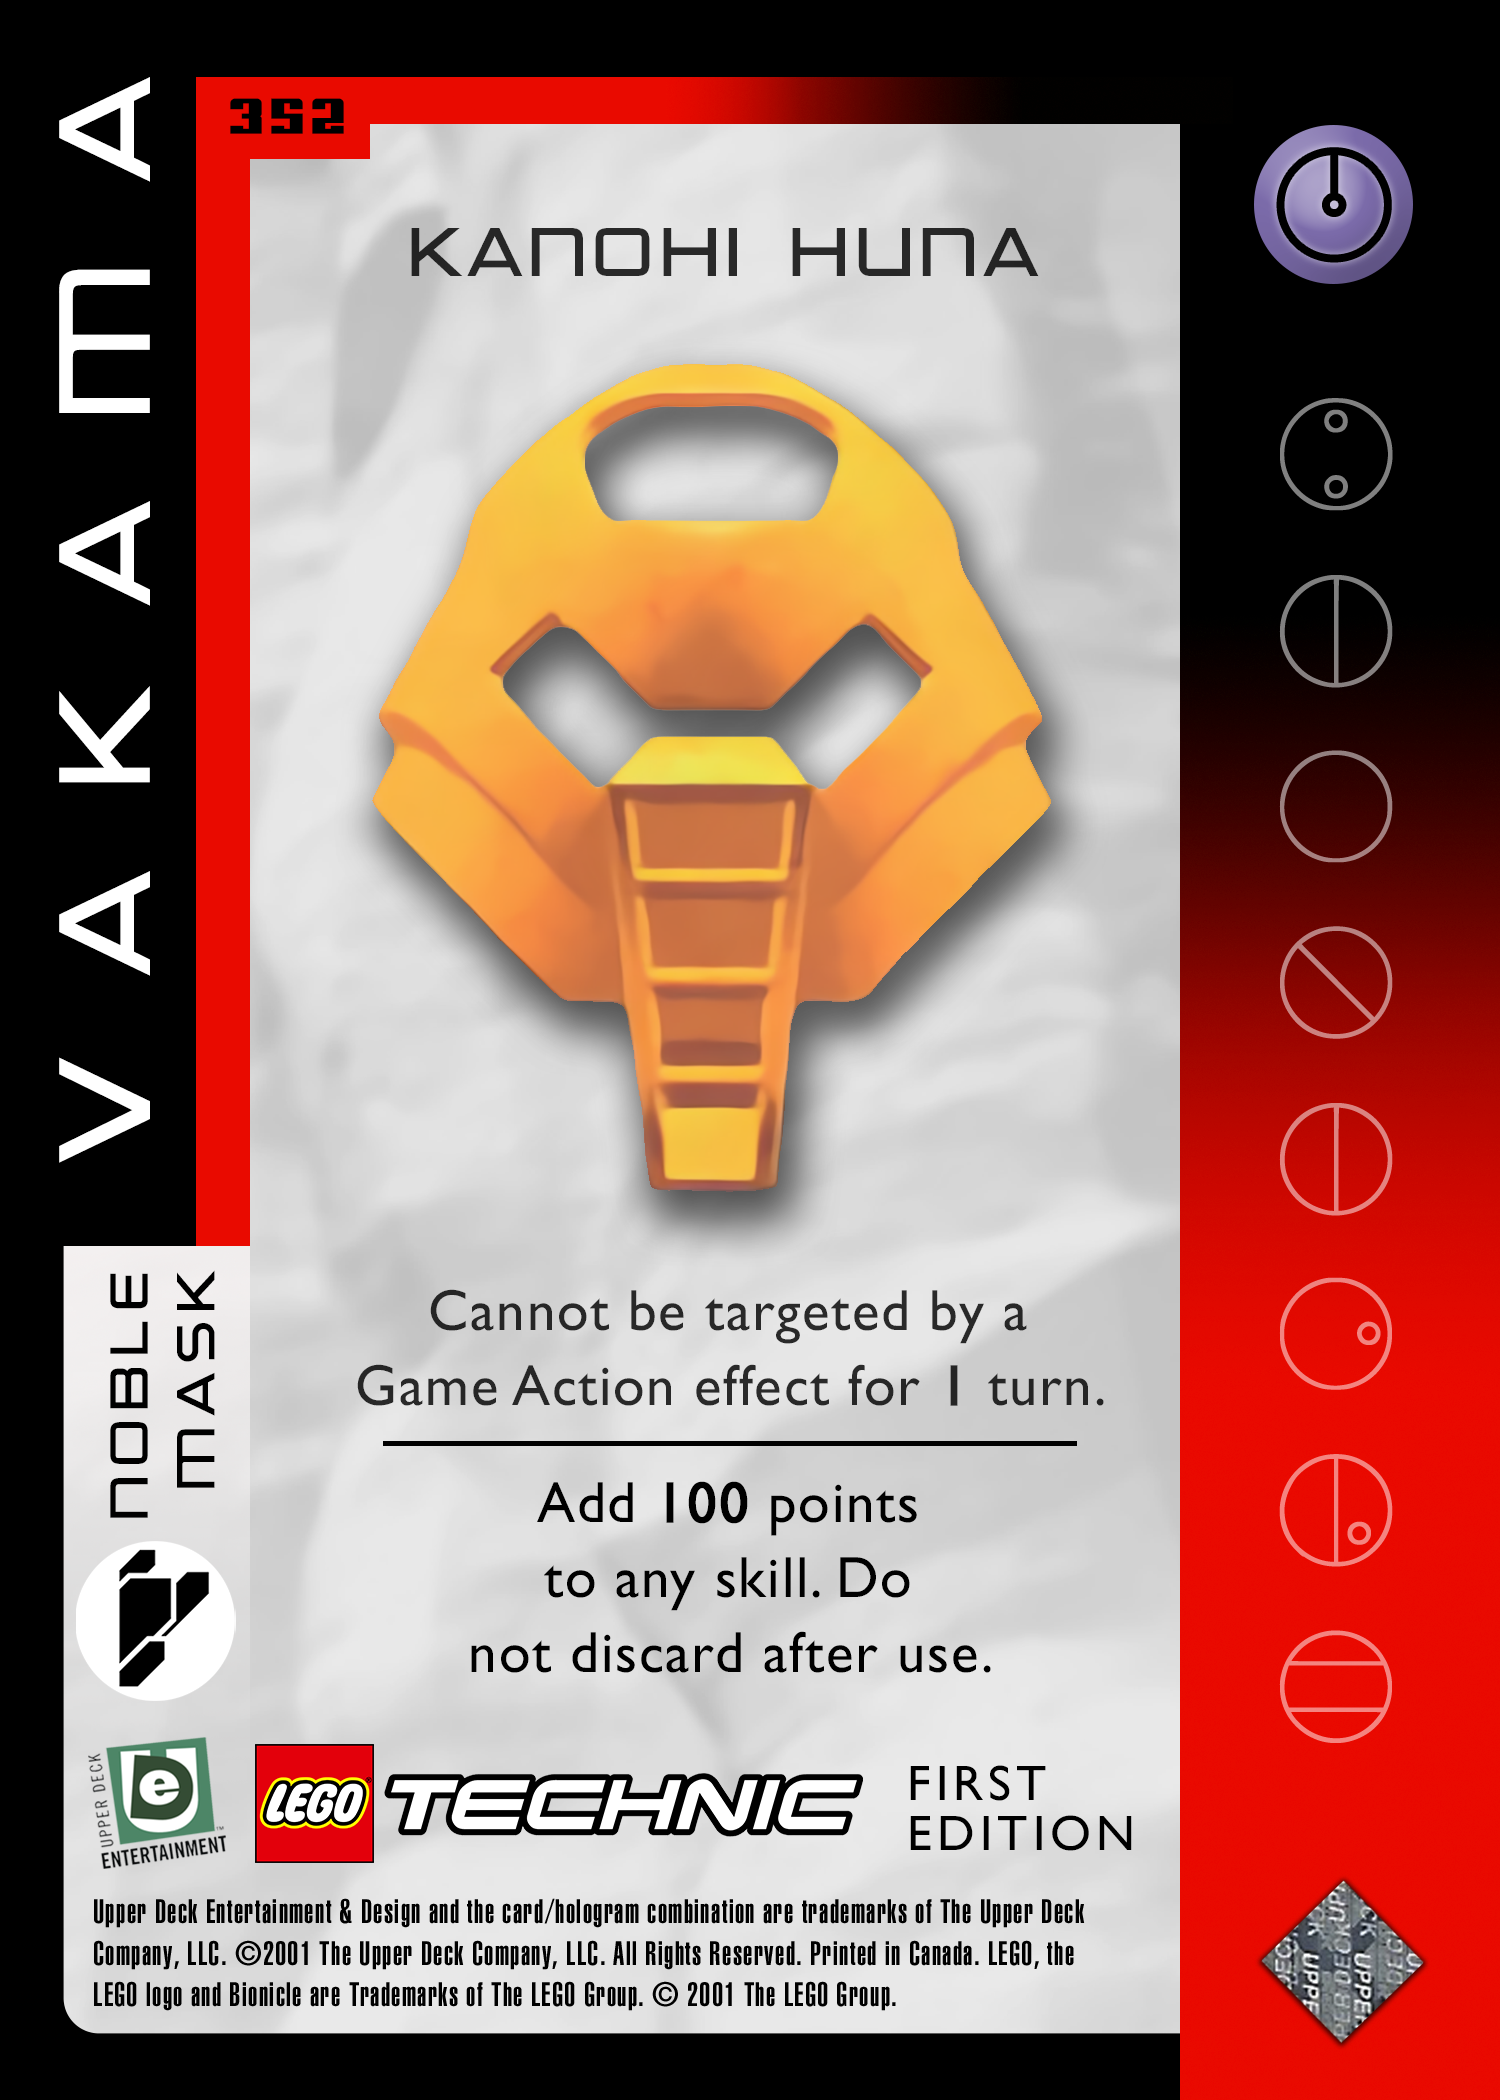 VAKAMA
352
KANOHI HUNA
Cannot be targeted by a
Game Action effect for 1 turn.
Add 100 points
to any skill. Do
not discard after use.
NOBLE
MASK
UPPER DECK
e
ENTERTAINMENT
™
LEGO
TECHNIC
FIRST
EDITION
Upper Deck Entertainment & Design and the card/hologram combination are trademarks of The Upper Deck
Company, LLC. ©2001 The Upper Deck Company, LLC. All Rights Reserved. Printed in Canada. LEGO, the
LEGO logo and Bionicle are Trademarks of The LEGO Group. © 2001 The LEGO Group.